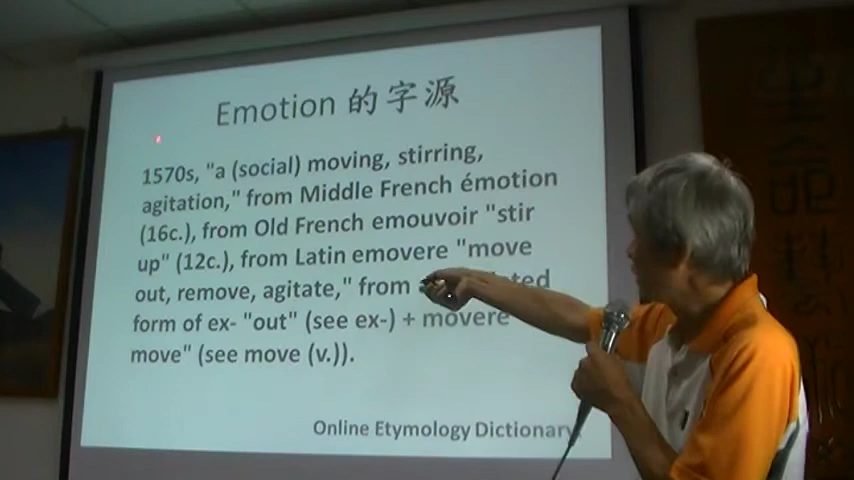 Emotion 的字源
1570s, "a (social) moving, stirring,
agitation," from Middle French émotion
(16c.), from Old French emouvoir "stir
up" (12c.), from Latin emovere "move
out, remove, agitate," from
form of ex- "out" (see ex-) + movere
move" (see move (v.)).
Online Etymology Dictionary
生命